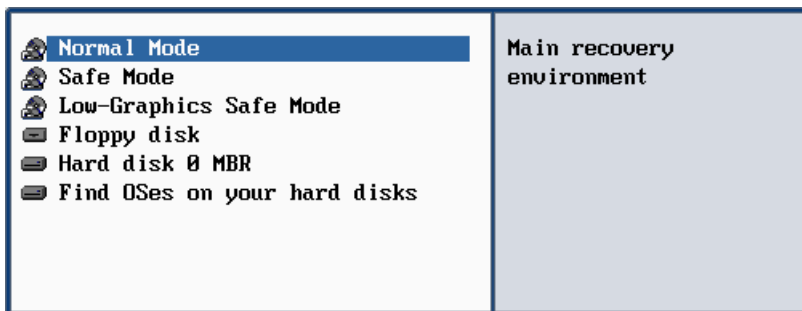 Normal Mode
Safe Mode
Low-Graphics Safe Mode
Floppy disk
Hard disk 0 MBR
Find OSes on your hard disks
Main recovery
environment